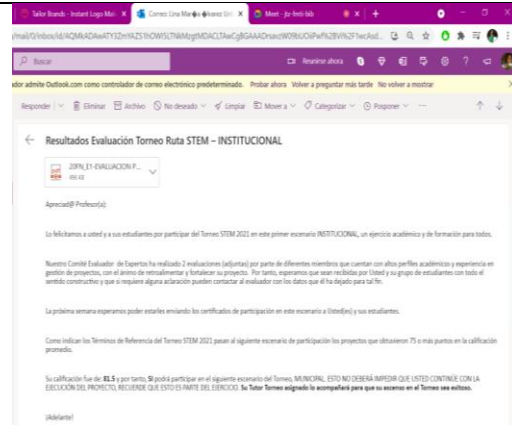 Tailor Brands - Instant Logo Mak
Correo: Lina Mar
Meet - jtz-fmti-bib
Buscar
Reunirse ahora
dor admite Outlook.com como controlador de correo electrónico predeterminado. Probar ahora Volver a preguntar más tarde No volver a mostrar
Responder Eliminar Archivo No deseado Limpiar Mover a Categorizar Posponer
Resultados Evaluación Torneo Ruta STEM – INSTITUCIONAL
20FN_E1-EVALUACION P...
Apreciad@ Profesor(a):
Lo felicitamos a usted y a sus estudiantes por participar del Torneo STEM 2021 en este primer escenario INSTITUCIONAL, un ejercicio académico y de formación para todos.
Nuestro Comité Evaluador de Expertos ha realizado 2 evaluaciones (adjuntas) por parte de diferentes miembros que cuentan con altos perfiles académicos y experiencia en
gestión de proyectos, con el ánimo de retroalimentar y fortalecer su proyecto. Por tanto, esperamos que sean recibidas por Usted y su grupo de estudiantes con todo el
sentido constructivo y que si requiere alguna aclaración pueden contactar al evaluador con los datos que él ha dejado para tal fin.
La próxima semana esperamos poder estarles enviando los certificados de participación en este escenario a Usted(es) y sus estudiantes.
Como indican los Términos de Referencia del Torneo STEM 2021 pasan al siguiente escenario de participación los proyectos que obtuvieron 75 o más puntos en la calificación
promedio.
Su calificación fue de: 81.5 y por tanto, SI podrá participar en el siguiente escenario del Torneo, MUNICIPAL. ESTO NO DEBERÁ IMPEDIR QUE USTED CONTINÚE CON LA
EJECUCIÓN DEL PROYECTO, RECUERDE QUE ESTO ES PARTE DEL EJERCICIO. Su Tutor Torneo asignado lo acompañará para que su ascenso en el Torneo sea exitoso.
¡Adelante!